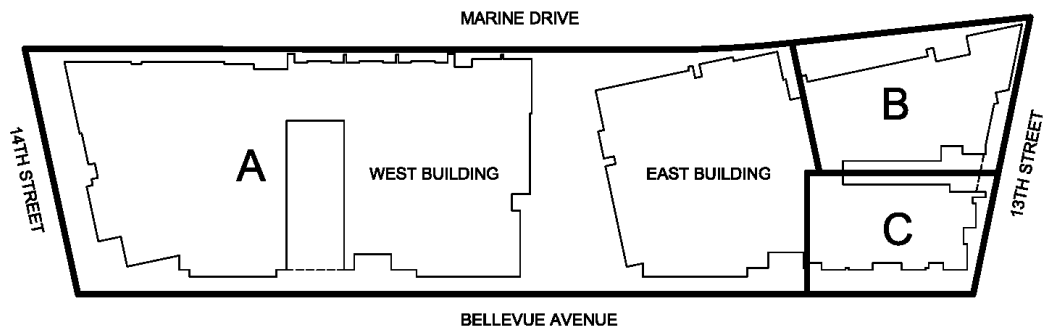 MARINE DRIVE
B
A
14TH STREET
WEST BUILDING
EAST BUILDING
13TH STREET
C
BELLEVUE AVENUE